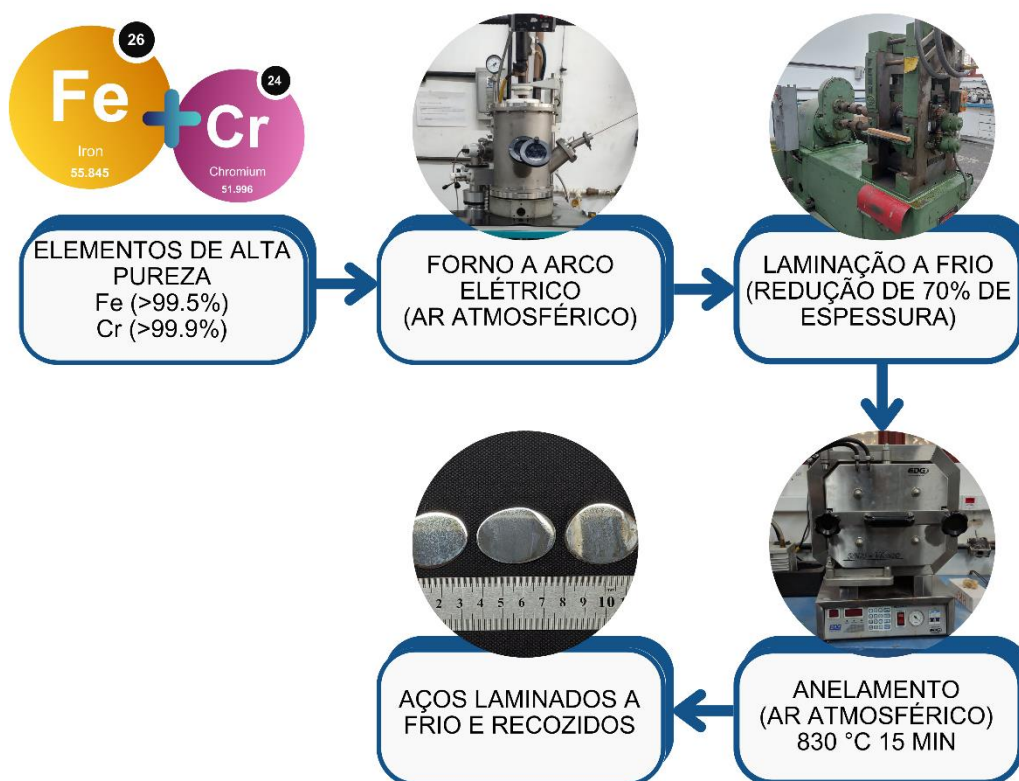 26
Fe
Iron
55.845
24
Cr
Chromium
51.996
ELEMENTOS DE ALTA
PUREZA
Fe (>99.5%)
Cr (>99.9%)
FORNO A ARCO
ELÉTRICO
(AR ATMOSFÉRICO)
LAMINAÇÃO A FRIO
(REDUÇÃO DE 70% DE
ESPESSURA)
2 3 4 5 6 7 8 9 10
AÇOS LAMINADOS A
FRIO E RECOZIDOS
EDG
EDG
ANELAMENTO
(AR ATMOSFÉRICO)
830 °C 15 MIN